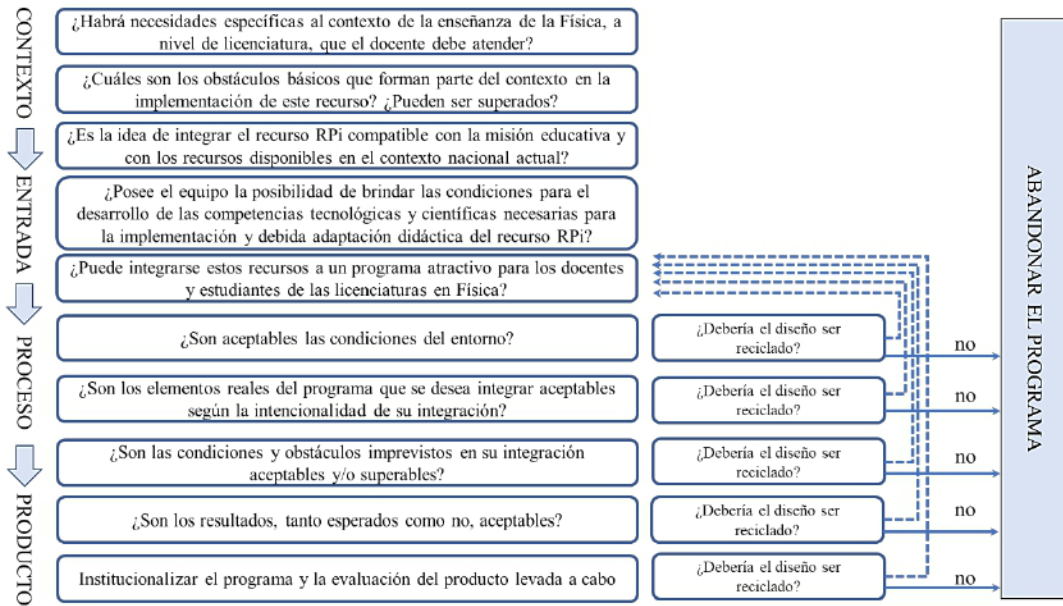 CONTEXTO
¿Habrá necesidades específicas al contexto de la enseñanza de la Física, a
nivel de licenciatura, que el docente debe atender?
¿Cuáles son los obstáculos básicos que forman parte del contexto en la
implementación de este recurso? ¿Pueden ser superados?
¿Es la idea de integrar el recurso RPi compatible con la misión educativa y
con los recursos disponibles en el contexto nacional actual?
ENTRADA
¿Posee el equipo la posibilidad de brindar las condiciones para el
desarrollo de las competencias tecnológicas y científicas necesarias para
la implementación y debida adaptación didáctica del recurso RPi?
¿Puede integrarse estos recursos a un programa atractivo para los docentes
y estudiantes de las licenciaturas en Física?
PROCESO
¿Son aceptables las condiciones del entorno?
¿Debería el diseño ser
reciclado?
no
¿Son los elementos reales del programa que se desea integrar aceptables
según la intencionalidad de su integración?
¿Debería el diseño ser
reciclado?
no
¿Son las condiciones y obstáculos imprevistos en su integración
aceptables y/o superables?
¿Debería el diseño ser
reciclado?
no
PRODUCTO
¿Son los resultados, tanto esperados como no, aceptables?
¿Debería el diseño ser
reciclado?
no
Institucionalizar el programa y la evaluación del producto levada a cabo
¿Debería el diseño ser
reciclado?
no
ABANDONAR EL PROGRAMA